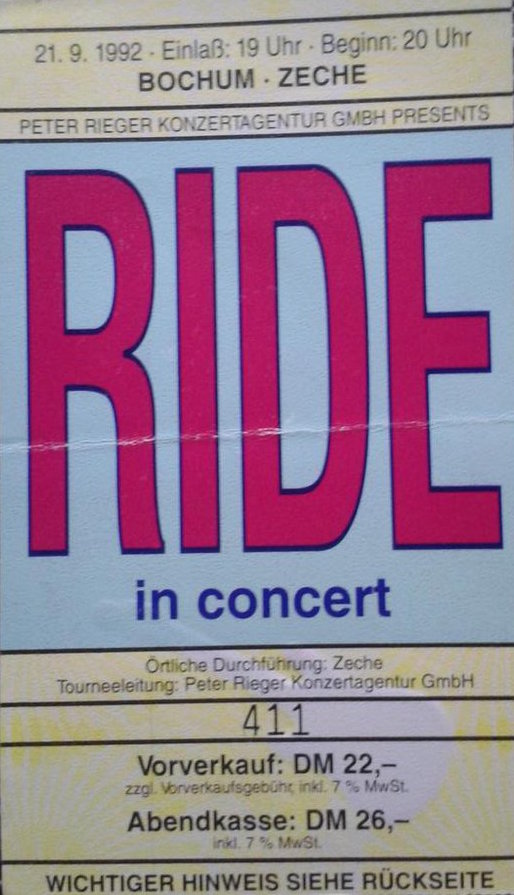 21. 9. 1992 · Einlaß: 19 Uhr · Beginn: 20 Uhr
BOCHUM · ZECHE
PETER RIEGER KONZERTAGENTUR GMBH PRESENTS
RIDE
in concert
Örtliche Durchführung: Zeche
Tourneeleitung: Peter Rieger Konzertagentur GmbH
411
Vorverkauf: DM 22,–
zzgl. Vorverkaufsgebühr, inkl. 7 % MwSt.
Abendkasse: DM 26,–
inkl. 7 % MwSt.
WICHTIGER HINWEIS SIEHE RÜCKSEITE